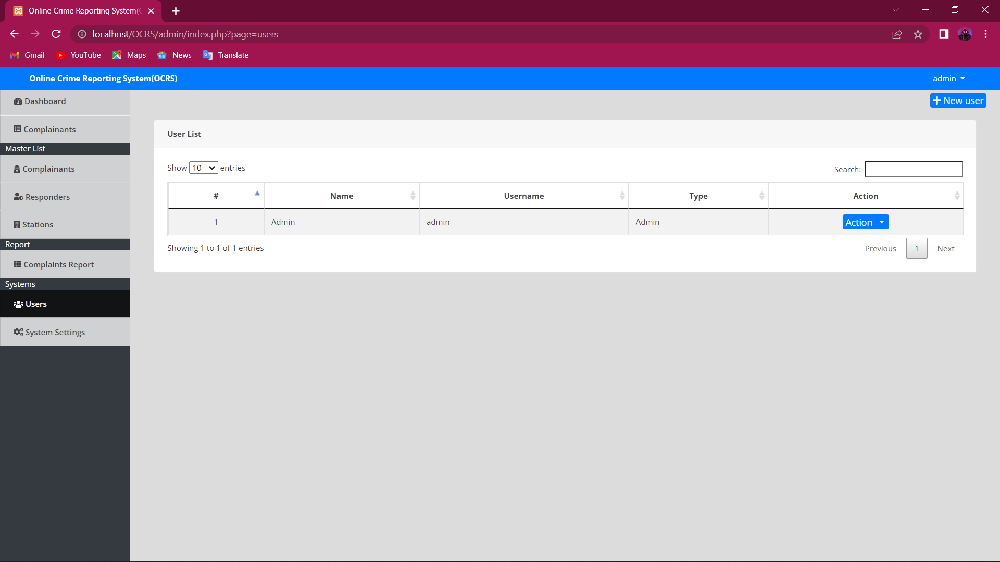 Online Crime Reporting System(
localhost/OCRS/admin/index.php?page=users
Gmail YouTube Maps News Translate
Online Crime Reporting System(OCRS) admin
Dashboard
New user
Complainants
Master List
Complainants
Responders
Stations
Report
Complaints Report
Systems
Users
System Settings
User List
Show 10 entries
Search:
# Name Username Type Action
1 Admin admin Admin Action
Showing 1 to 1 of 1 entries
Previous 1 Next